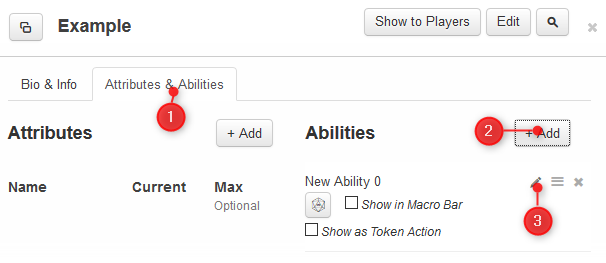 Example
Show to Players
Edit
Bio & Info
Attributes & Abilities
1
Attributes
+ Add
Abilities
2
+ Add
Name
Current
Max
Optional
New Ability 0
Show in Macro Bar
3
Show as Token Action